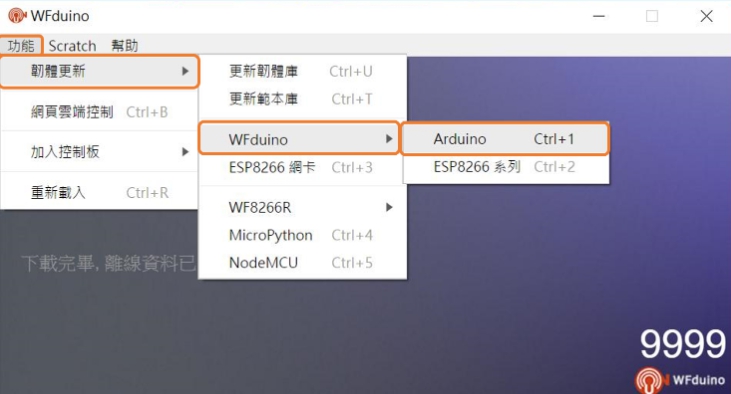 WFduino
功能 Scratch 幫助
韌體更新
網頁雲端控制 Ctrl+B
加入控制板
重新載入 Ctrl+R
更新韌體庫 Ctrl+U
更新範本庫 Ctrl+T
WFduino
ESP8266 網卡 Ctrl+3
WF8266R
MicroPython Ctrl+4
NodeMCU Ctrl+5
Arduino Ctrl+1
ESP8266 系列 Ctrl+2
下載完畢, 離線資料已
9999
WFduino